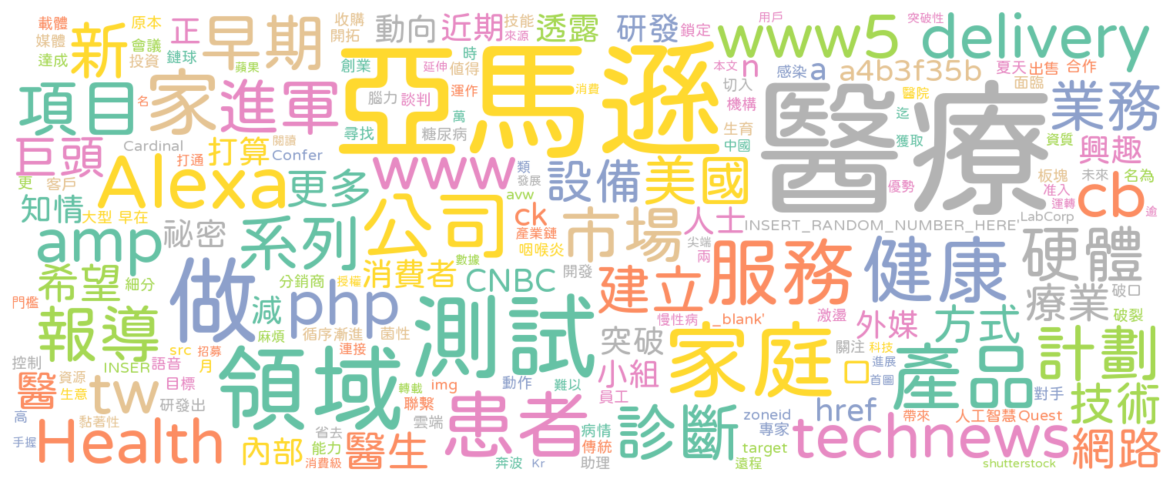 載體 原本 收購 技能
媒體 會議 開拓 來源
新 正 早期 動向 近期 透露 研發 鎖定 www5 delivery
達成 投資 鏈球 蘋果 創業 延伸 時 值得 本文 n 感染 a a4b3f35b 用戶 突破性 夏天 出售 合作
項目 家 進軍 名 腦力 談判 運作 萬 消費 切入 機構 醫院 面臨 業務
亞馬遜 醫療
尋找 糖尿病 生育 中國 迄 獲取 資質
巨頭 Cardinal 打通 打算 閱讀 Confer 興趣
更 客戶 Alexa 更多 www 類 發展 設備 美國 優勢 板塊 未來 准入 名為 cb
知情 大型 早在 avw 運轉 逾
amp 祕密 系列 公司 ck 產業鏈 咽喉炎 市場 人士 尖端 兩 INSERT_RANDOM_NUMBER_HERE' LabCorp 硬體
希望 細分 分銷商 授權 數據 消費者 CNBC 開發 建立 服務 健康 療業 破口
門檻 報導 做 減 php 測試 _blank' 慢性病 激盪 方式 破裂
麻煩 循序漸進 菌性 突破 外媒 計劃
控制 INSER 語音 src 招募 月 連接 領域 小組 家庭 口 關注 科技 進展 首圖 產品
醫 資源 生意 tw 目標 轉載 img 動作 難以 員工 對手 技術
高 黏著性 研發出 聯繫 患者 診斷 zoneid 專家 href 帶來 人工智慧 Quest
手握 Health 內部 省去 能力 消費級 醫生 雲端 奔波 Kr 病情 傳統 助理 target 遠程 technews shutterstock 網路